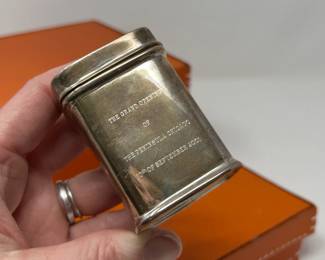 THE GRAND OPENING
OF
THE PENINSULA CHICAGO
OF SEPTEMBER 2001